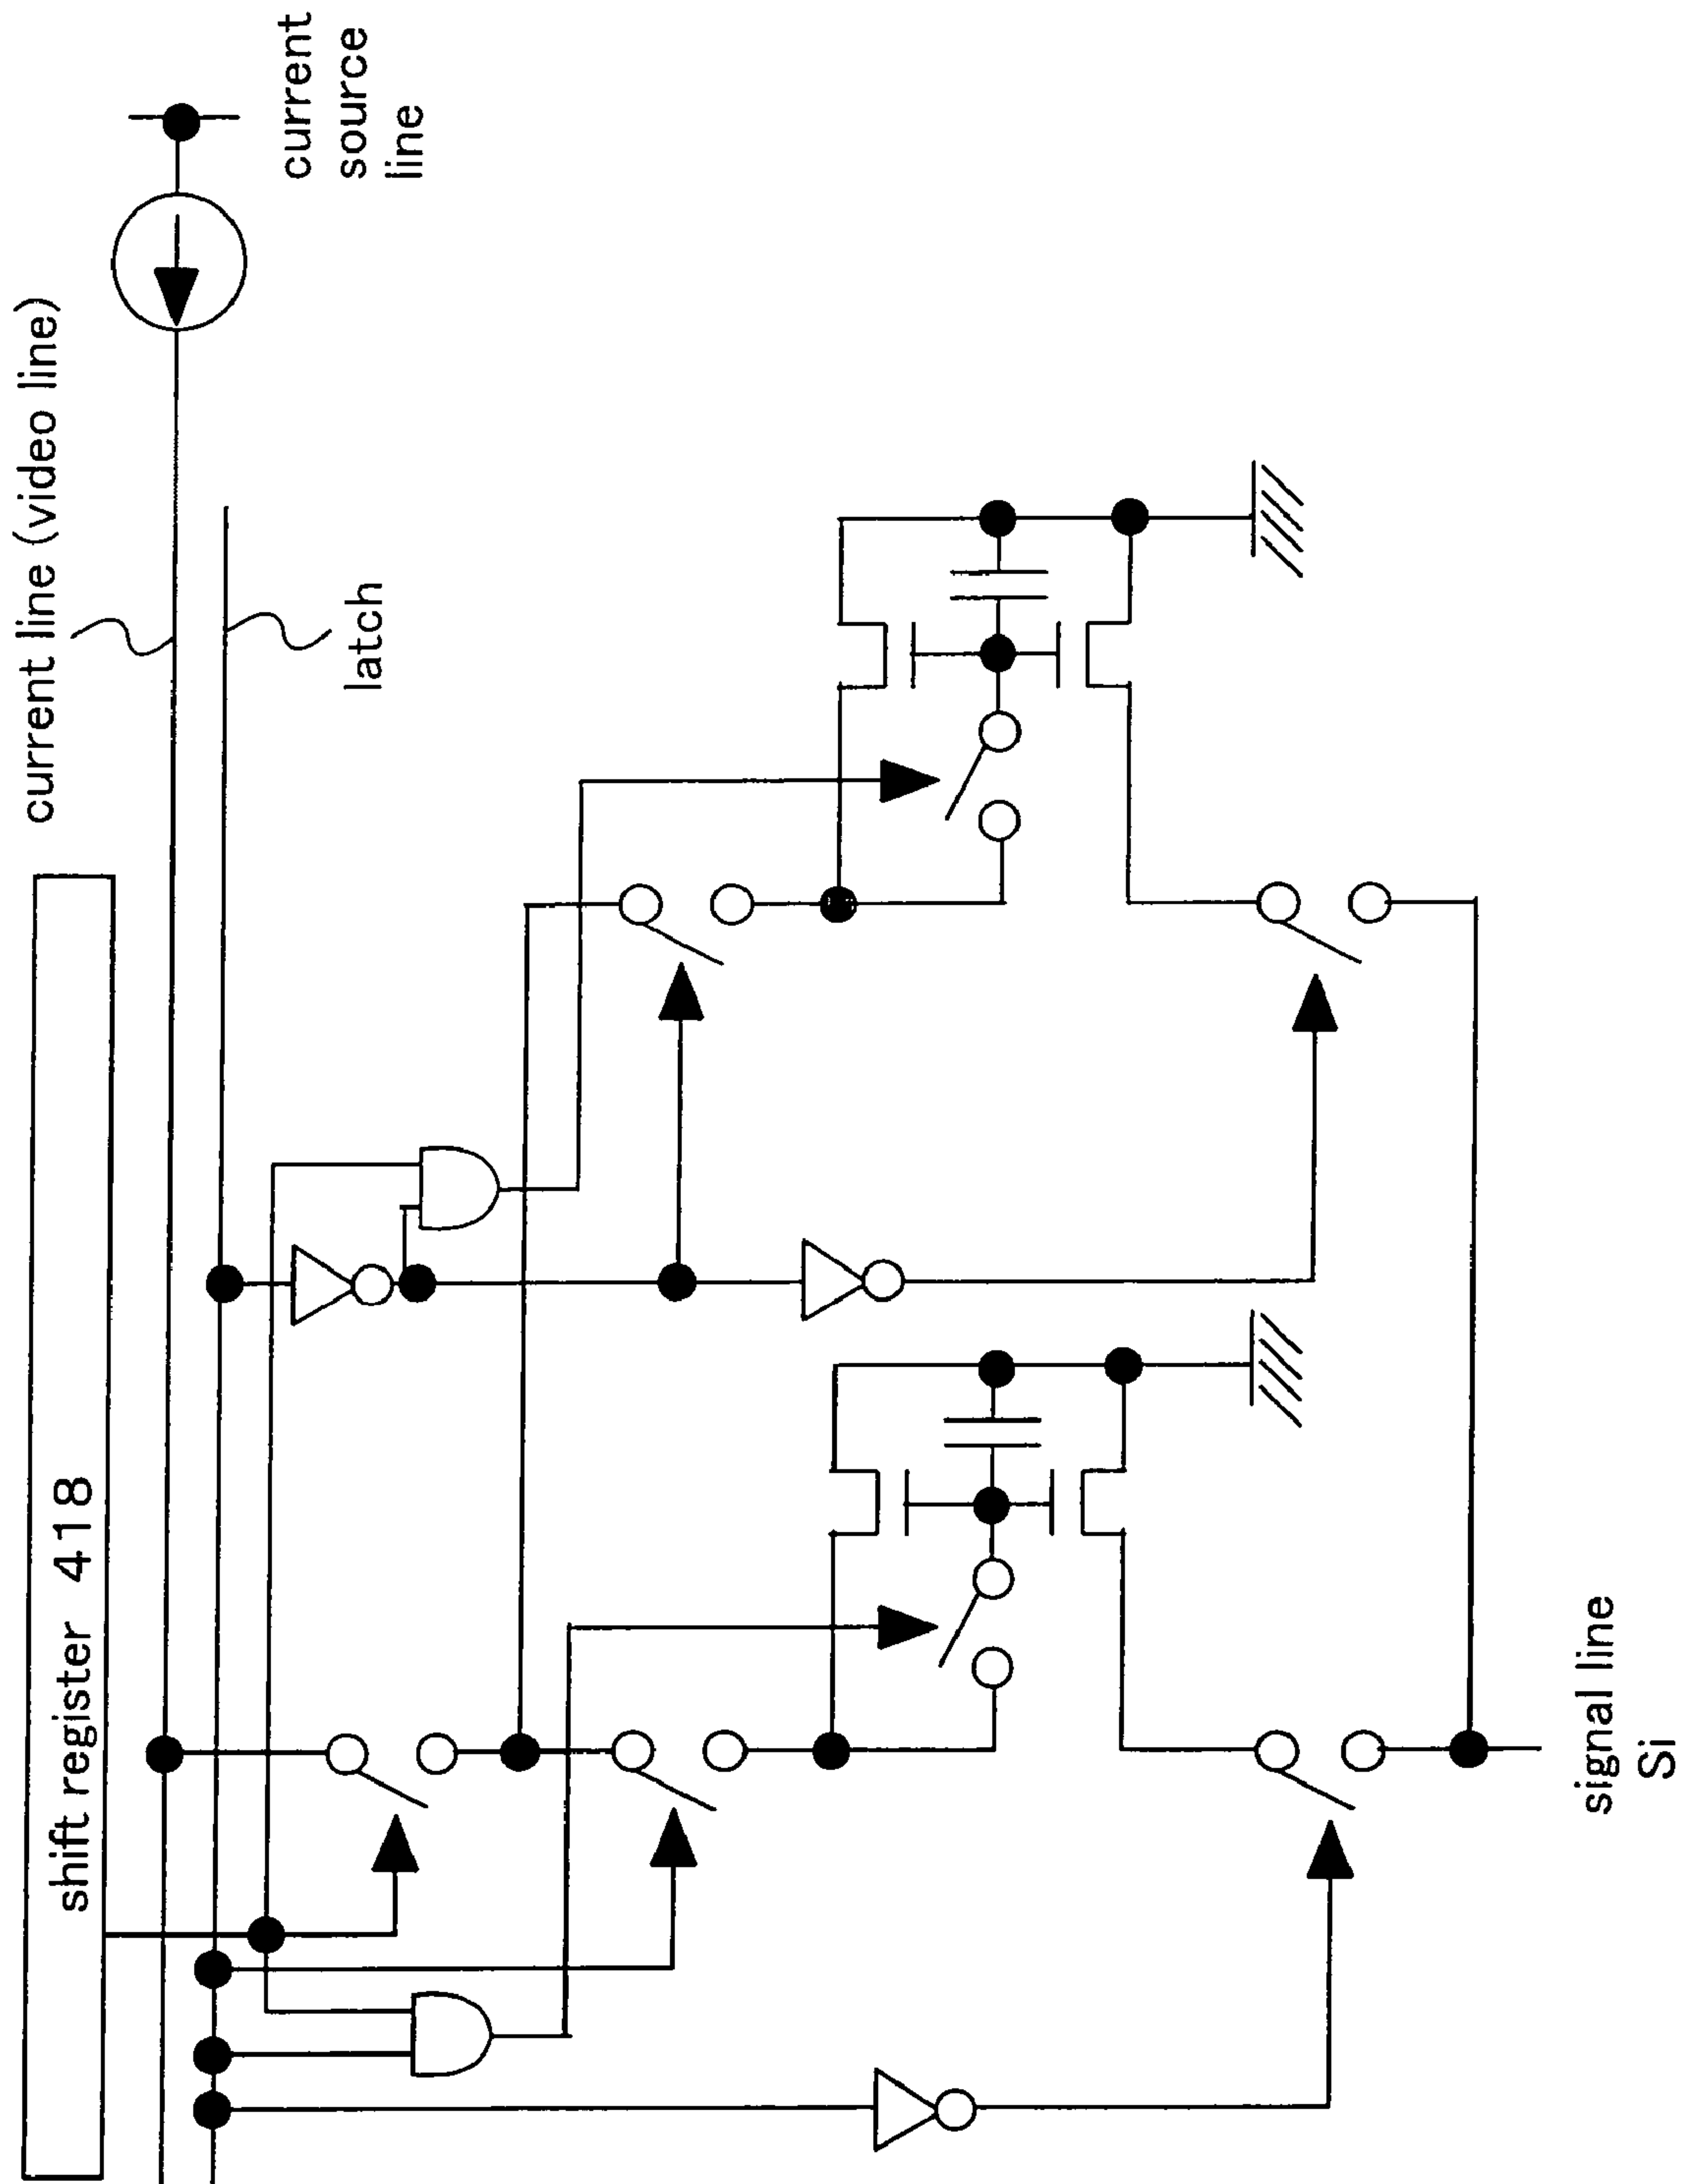 shift register 418
current line (video line)
current
source
line
latch
signal line
Si